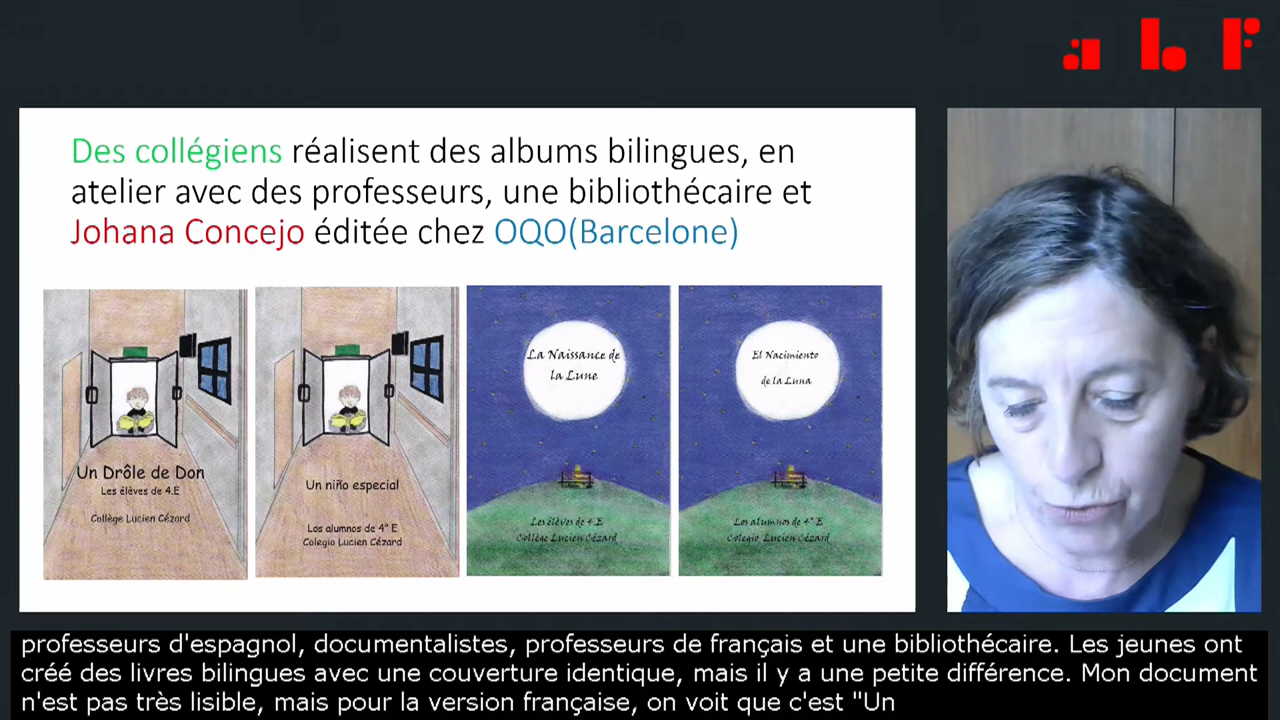 abf
Des collégiens réalisent des albums bilingues, en
atelier avec des professeurs, une bibliothécaire et
Johana Concejo éditée chez OQO(Barcelone)
Un Drôle de Don
Les élèves de 4.E
Collège Lucien Cézard
Un niño especial
Los alumnos de 4° E
Colegio Lucien Cézard
La Naissance de
la Lune
Les élèves de 4.E
Collège Lucien Cézard
El Nacimiento
de la Luna
Los alumnos de 4° E
Colegio Lucien Cézard
professeurs d'espagnol, documentalistes, professeurs de français et une bibliothécaire. Les jeunes ont
créé des livres bilingues avec une couverture identique, mais il y a une petite différence. Mon document
n'est pas très lisible, mais pour la version française, on voit que c'est "Un